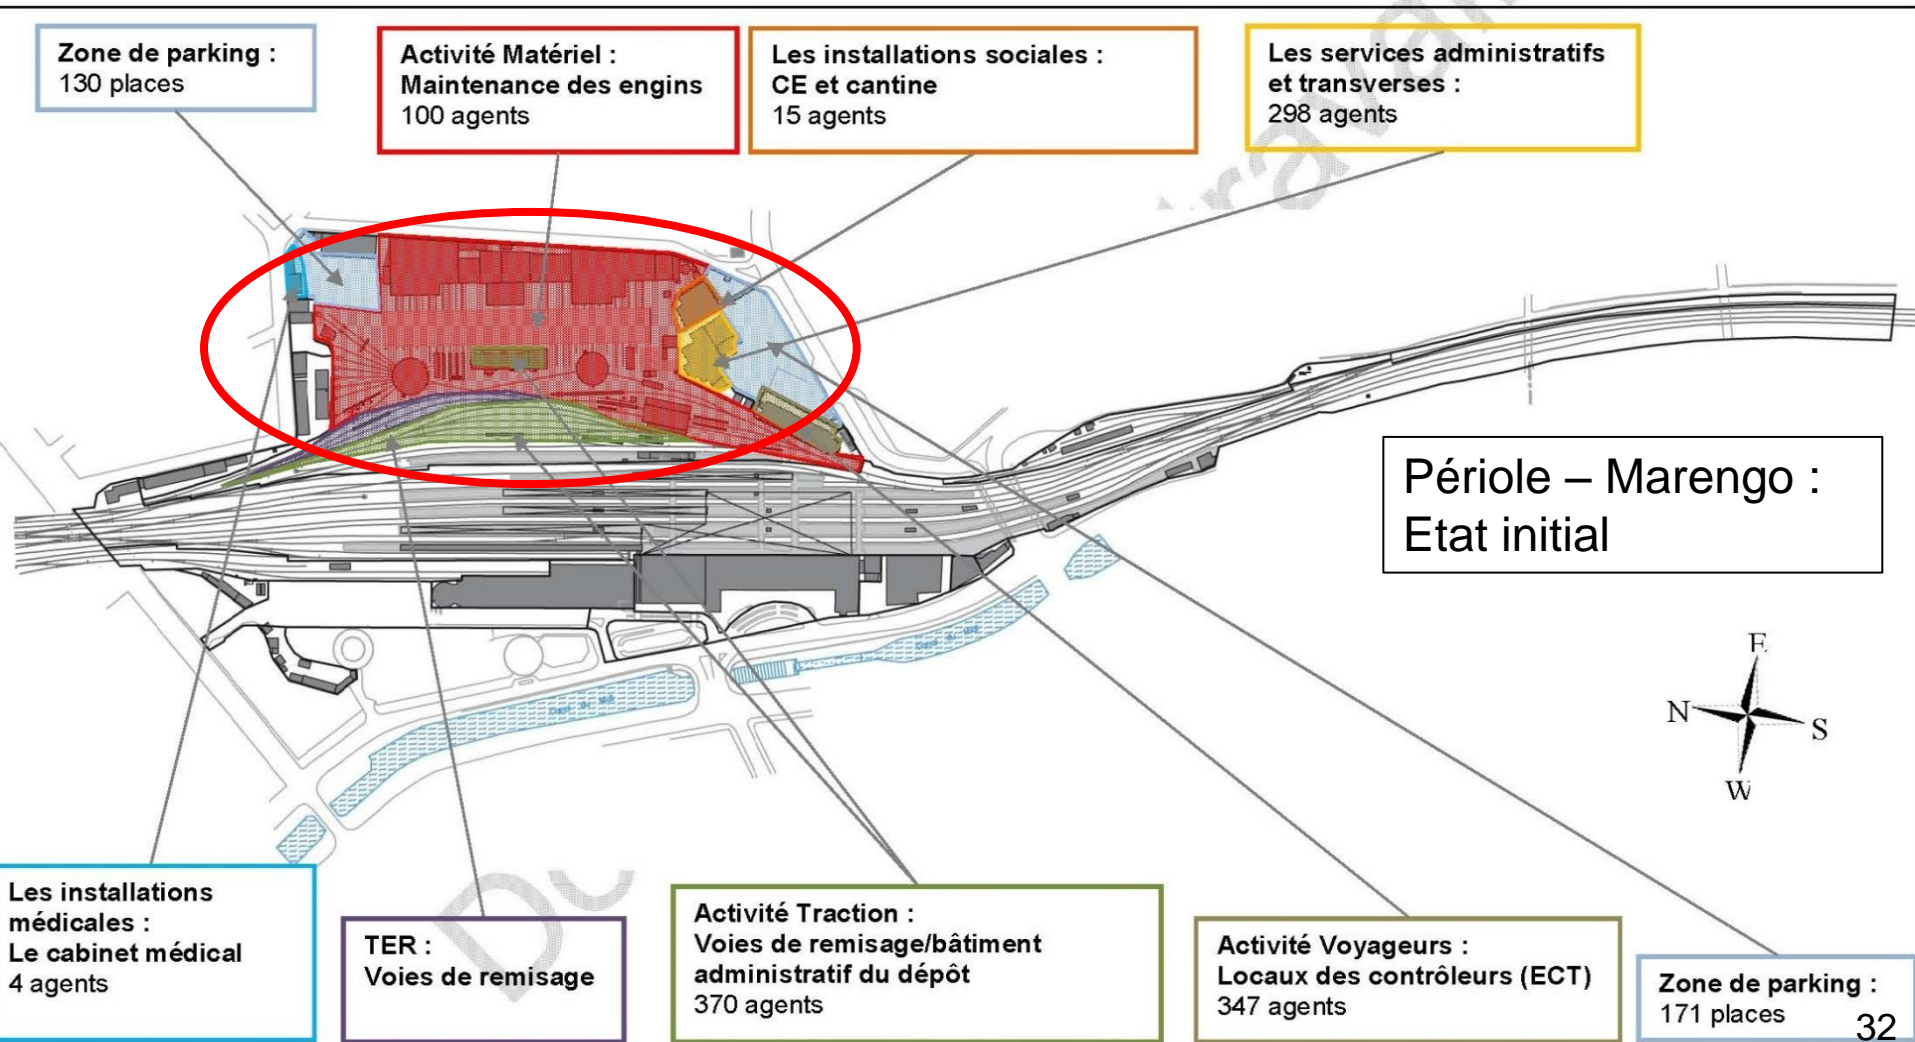 Zone de parking :
130 places
Activité Matériel :
Maintenance des engins
100 agents
Les installations sociales :
CE et cantine
15 agents
Les services administratifs
et transverses :
298 agents
Périole – Marengo :
Etat initial
E
N
S
W
Les installations
médicales :
Le cabinet médical
4 agents
TER :
Voies de remisage
Activité Traction :
Voies de remisage/bâtiment
administratif du dépôt
370 agents
Activité Voyageurs :
Locaux des contrôleurs (ECT)
347 agents
Zone de parking :
171 places
32